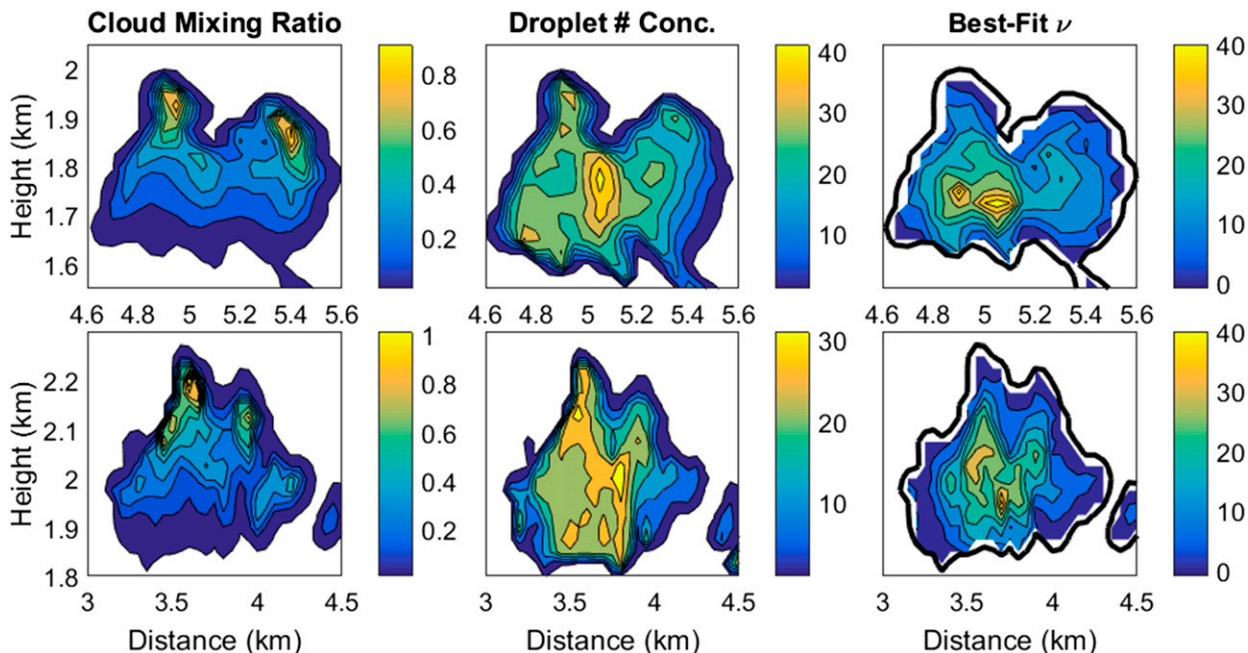 Cloud Mixing Ratio
Droplet # Conc.
Best-Fit ν
Height (km)
2
1.9
1.8
1.7
1.6
4.6 4.8 5 5.2 5.4 5.6
0.8
0.6
0.4
0.2
4.6 4.8 5 5.2 5.4 5.6
40
30
20
10
4.6 4.8 5 5.2 5.4 5.6
40
30
20
10
0
Height (km)
2.2
2.1
2
1.9
1.8
3 3.5 4 4.5
Distance (km)
1
0.8
0.6
0.4
0.2
3 3.5 4 4.5
Distance (km)
30
20
10
3 3.5 4 4.5
Distance (km)
40
30
20
10
0